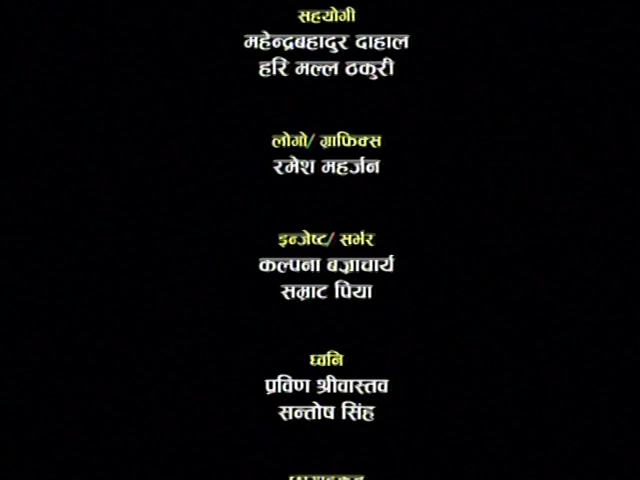 सहयोगी
महेन्द्रबहादुर दाहाल
हरि मल्ल ठकुरी
लोगो/ ग्राफिक्स
रमेश महर्जन
इन्जेष्ट/ सर्भर
कल्पना बज्राचार्य
सम्राट पिया
ध्वनि
प्रविण श्रीवास्तव
सन्तोष सिंह